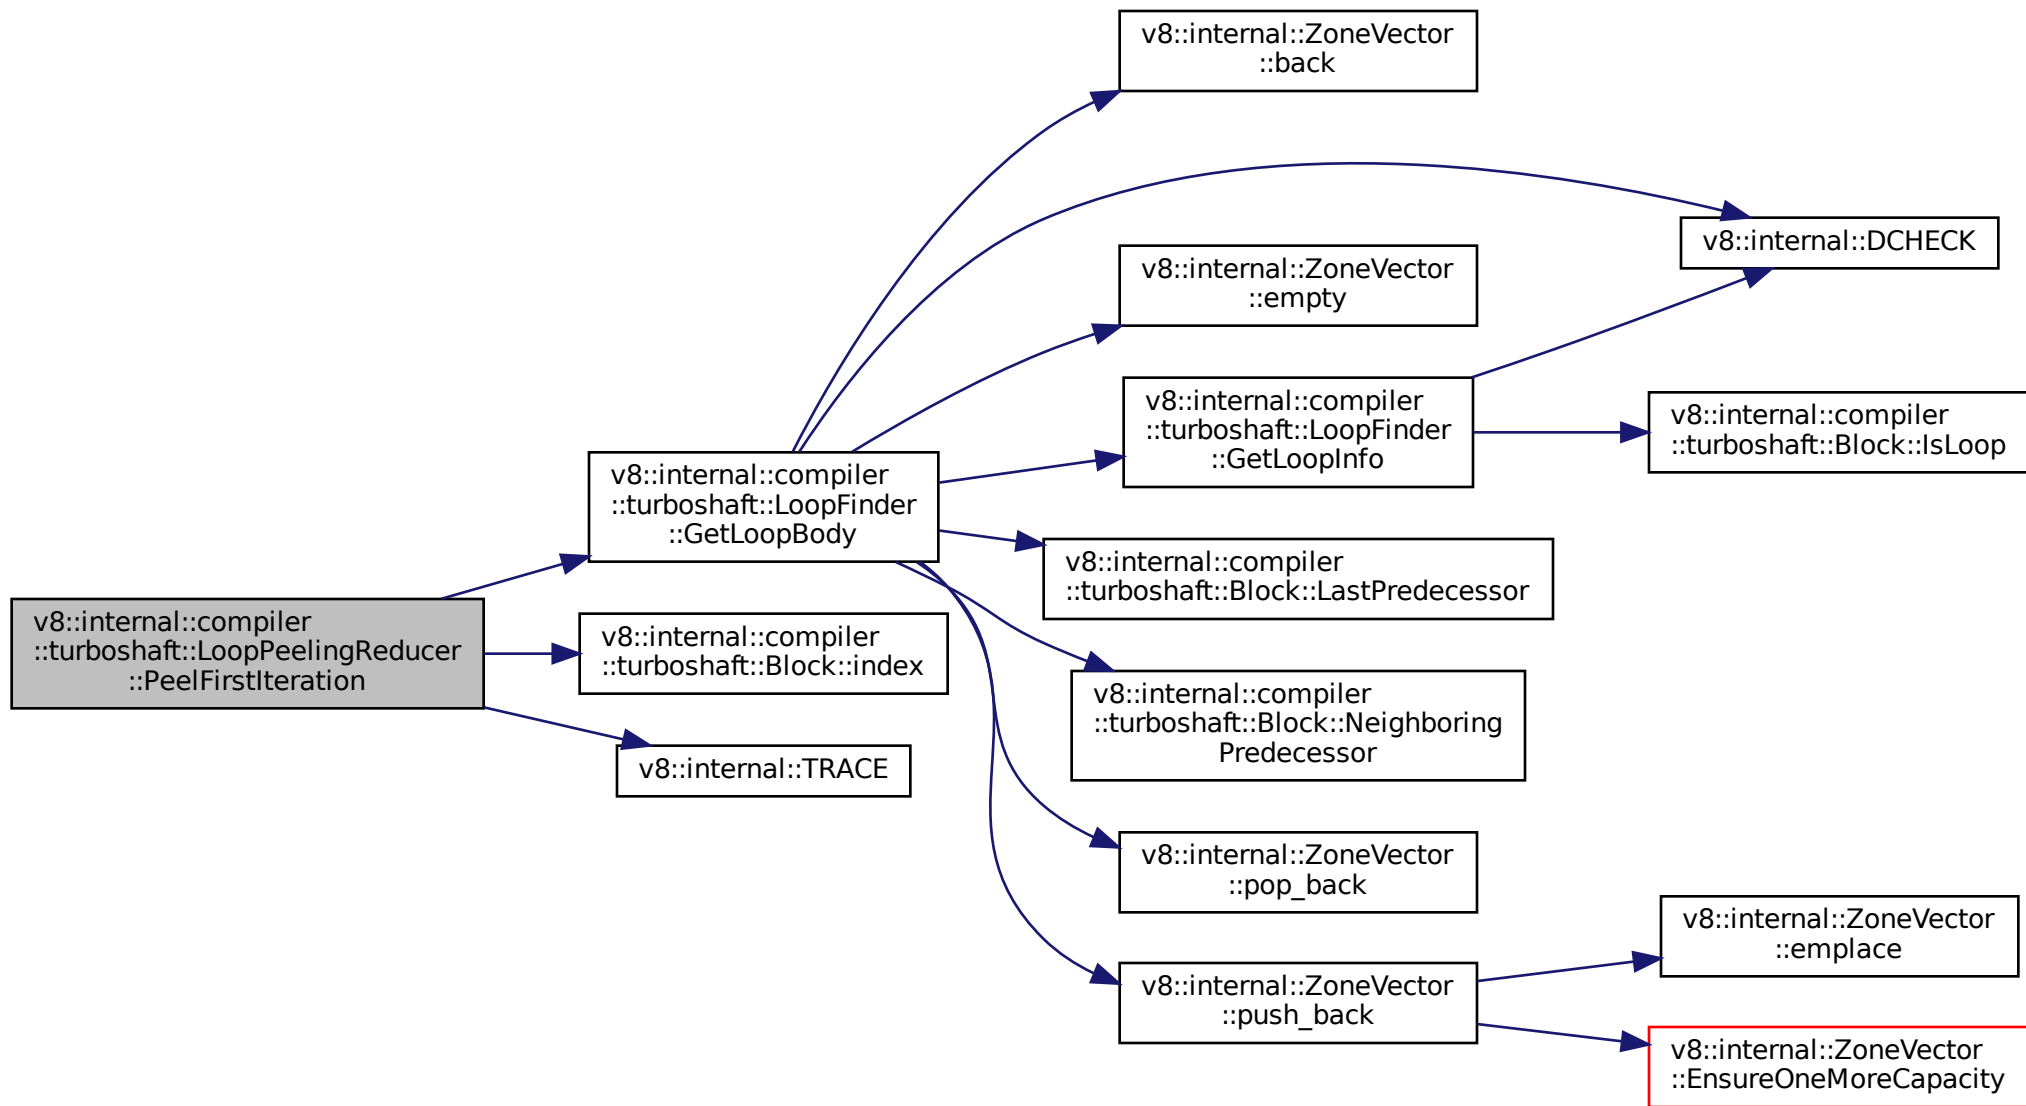 v8::internal::ZoneVector
::back
v8::internal::DCHECK
v8::internal::ZoneVector
::empty
v8::internal::compiler
::turboshaft::LoopFinder
::GetLoopInfo
v8::internal::compiler
::turboshaft::Block::IsLoop
v8::internal::compiler
::turboshaft::LoopFinder
::GetLoopBody
v8::internal::compiler
::turboshaft::Block::LastPredecessor
v8::internal::compiler
::turboshaft::LoopPeelingReducer
::PeelFirstIteration
v8::internal::compiler
::turboshaft::Block::index
v8::internal::compiler
::turboshaft::Block::Neighboring
Predecessor
v8::internal::TRACE
v8::internal::ZoneVector
::pop_back
v8::internal::ZoneVector
::emplace
v8::internal::ZoneVector
::push_back
v8::internal::ZoneVector
::EnsureOneMoreCapacity